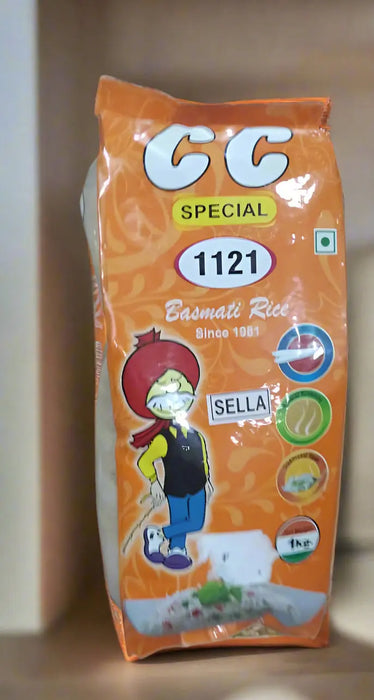 CC
SPECIAL
1121
Basmati Rice
Since 1981
SELLA
1kg